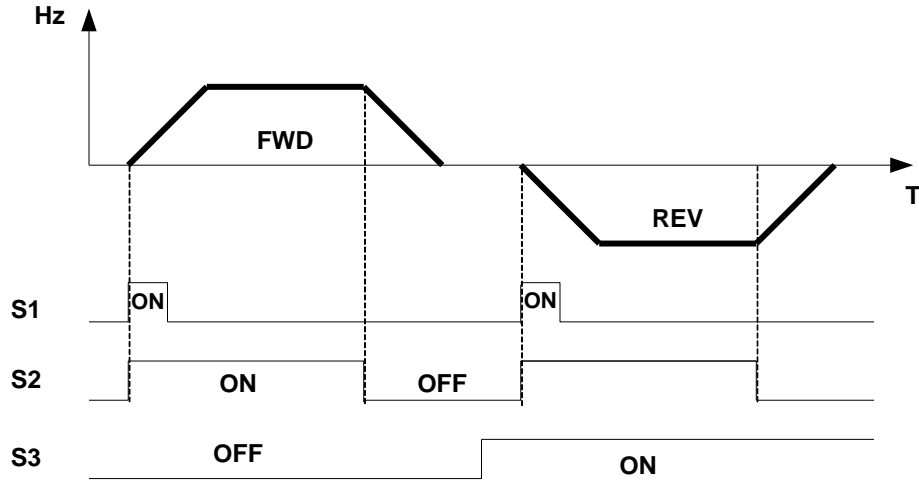 Hz
FWD
T
REV
S1 ON ON
S2 ON OFF
S3 OFF ON